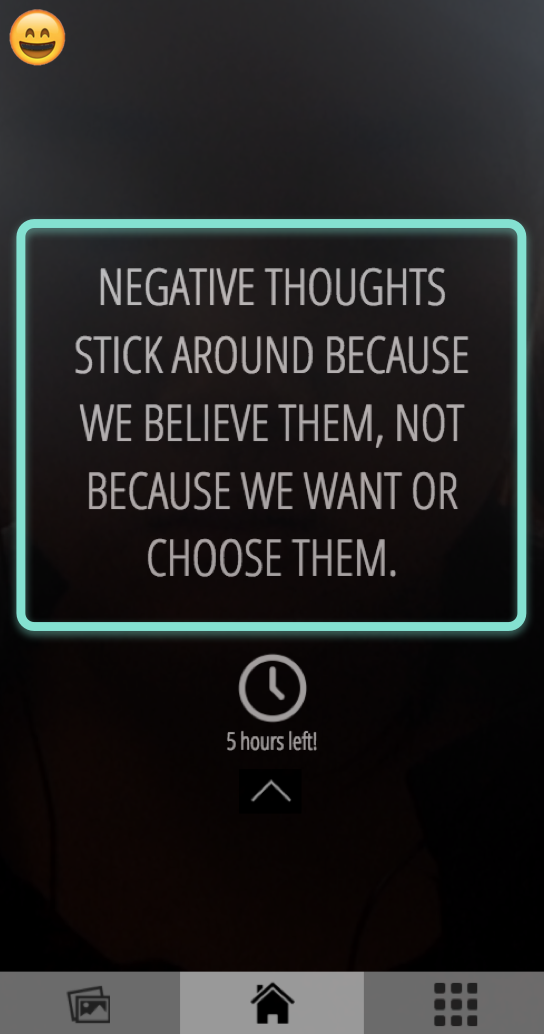 NEGATIVE THOUGHTS
STICK AROUND BECAUSE
WE BELIEVE THEM, NOT
BECAUSE WE WANT OR
CHOOSE THEM.
5 hours left!